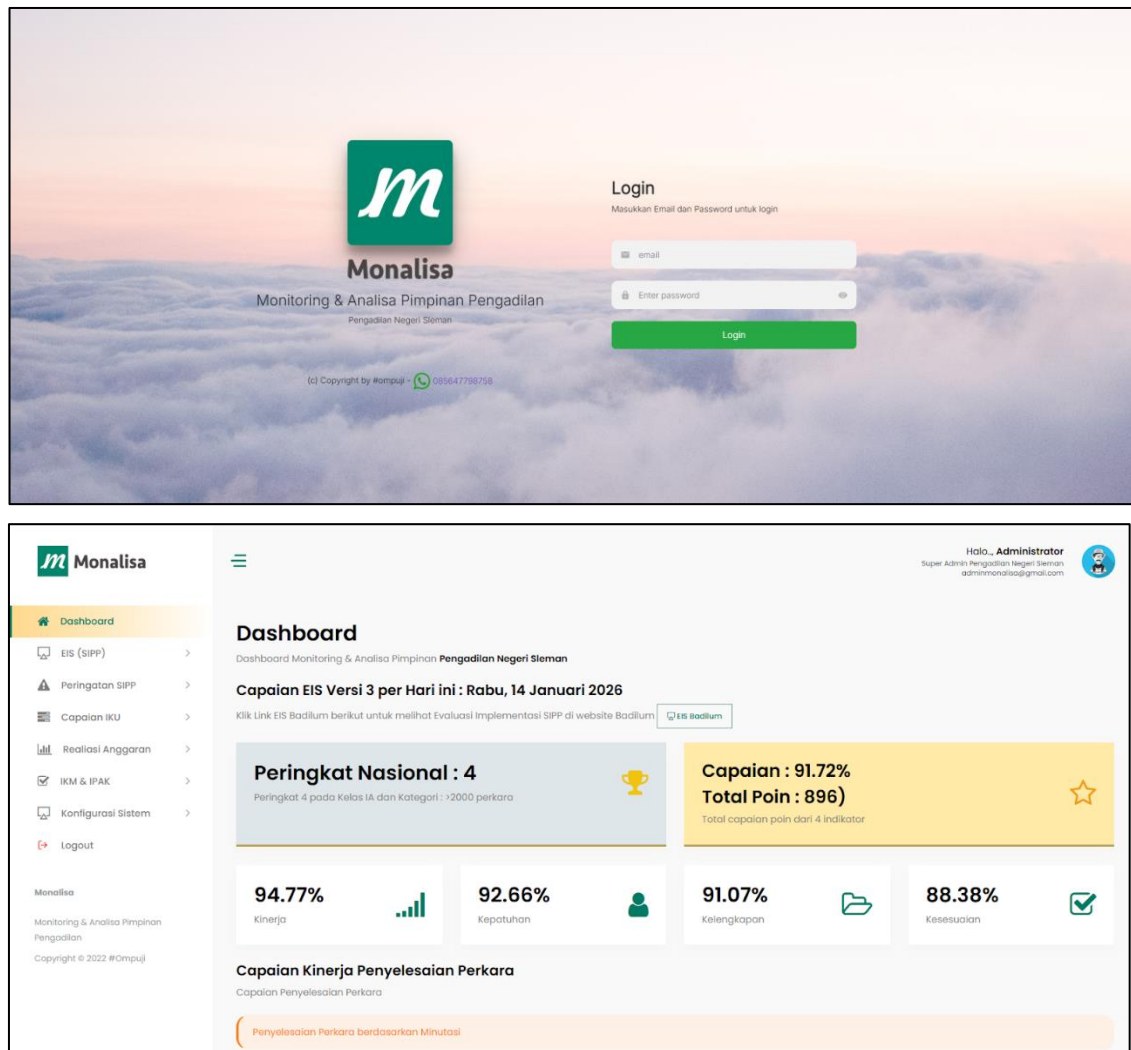 m
Monalisa
Monitoring & Analisa Pimpinan Pengadilan
Pengadilan Negeri Sleman
(c) Copyright by #ompuji - 085647798758
Login
Masukkan Email dan Password untuk login
email
Enter password
Login
m Monalisa
Halo.., Administrator
Super Admin Pengadilan Negeri Sleman
adminmonalisa@gmail.com
Dashboard
EIS (SIPP)
Peringatan SIPP
Capaian IKU
Realiasi Anggaran
IKM & IPAK
Konfigurasi Sistem
Logout
Monalisa
Monitoring & Analisa Pimpinan
Pengadilan
Copyright © 2022 #Ompuji
Dashboard
Dashboard Monitoring & Analisa Pimpinan Pengadilan Negeri Sleman
Capaian EIS Versi 3 per Hari ini : Rabu, 14 Januari 2026
Klik Link EIS Badilum berikut untuk melihat Evaluasi Implementasi SIPP di website Badilum EIS Badilum
Peringkat Nasional : 4
Peringkat 4 pada Kelas IA dan Kategori : >2000 perkara
Capaian : 91.72%
Total Poin : 896)
Total capaian poin dari 4 indikator
94.77%
Kinerja
92.66%
Kepatuhan
91.07%
Kelengkapan
88.38%
Kesesuaian
Capaian Kinerja Penyelesaian Perkara
Capaian Penyelesaian Perkara
Penyelesaian Perkara berdasarkan Minutasi